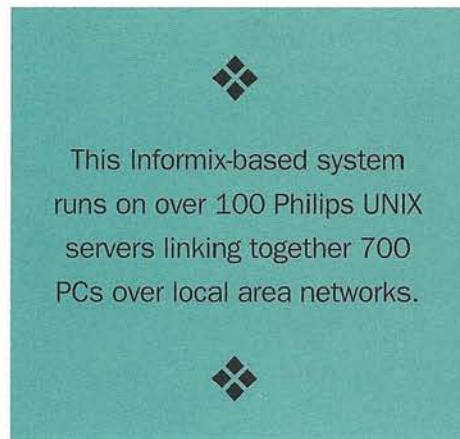 This Informix-based system
runs on over 100 Philips UNIX
servers linking together 700
PCs over local area networks.